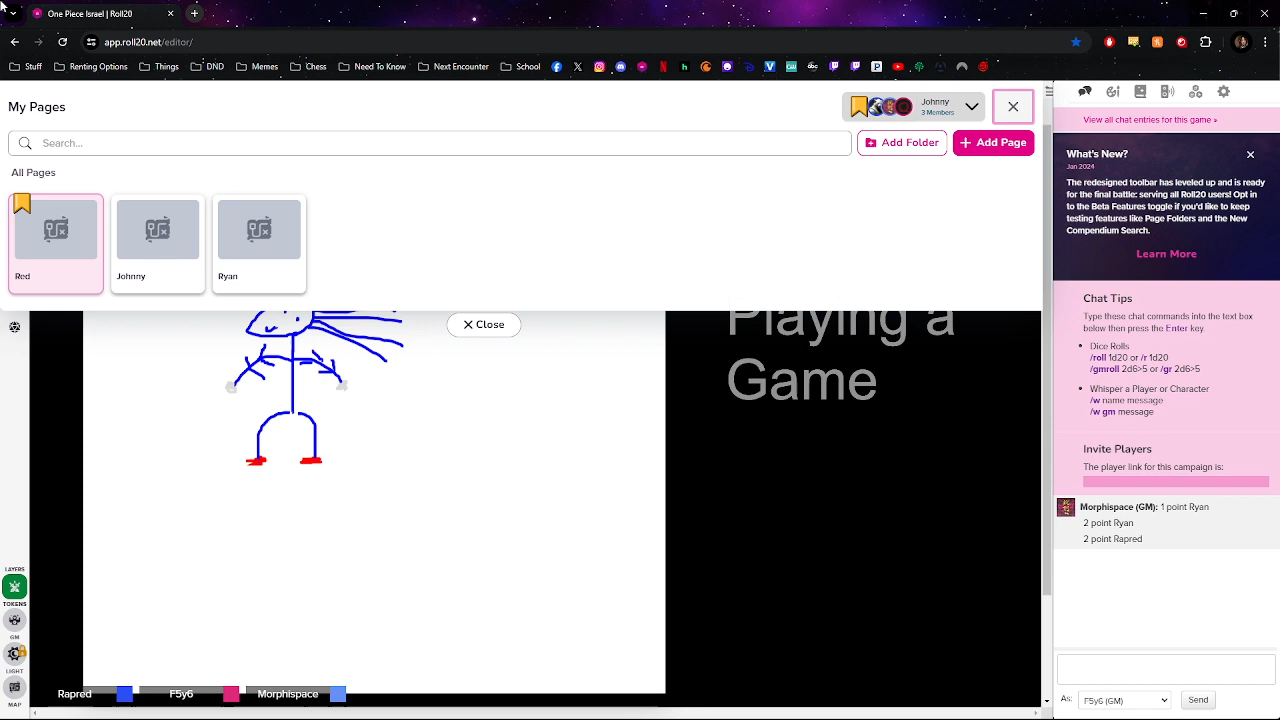 One Piece Israel | Roll20
app.roll20.net/editor/
Stuff
Renting Options
Things
DND
Memes
Chess
Need To Know
Next Encounter
School
My Pages
Johnny
3 Members
Search...
Add Folder
Add Page
All Pages
Red
Johnny
Ryan
Close
Playing a
Game
LAYERS
TOKENS
GM
LIGHT
MAP
Rapred
F5y6
Morphispace
View all chat entries for this game »
What's New?
Jan 2024
The redesigned toolbar has leveled up and is ready
for the final battle: serving all Roll20 users! Opt in
to the Beta Features toggle if you'd like to keep
testing features like Page Folders and the New
Compendium Search.
Learn More
Chat Tips
Type these chat commands into the text box
below then press the Enter key.
• Dice Rolls
/roll 1d20 or /r 1d20
/gmroll 2d6>5 or /gr 2d6>5
• Whisper a Player or Character
/w name message
/w gm message
Invite Players
The player link for this campaign is:
Morphispace (GM): 1 point Ryan
2 point Ryan
2 point Rapred
As:
F5y6 (GM)
Send